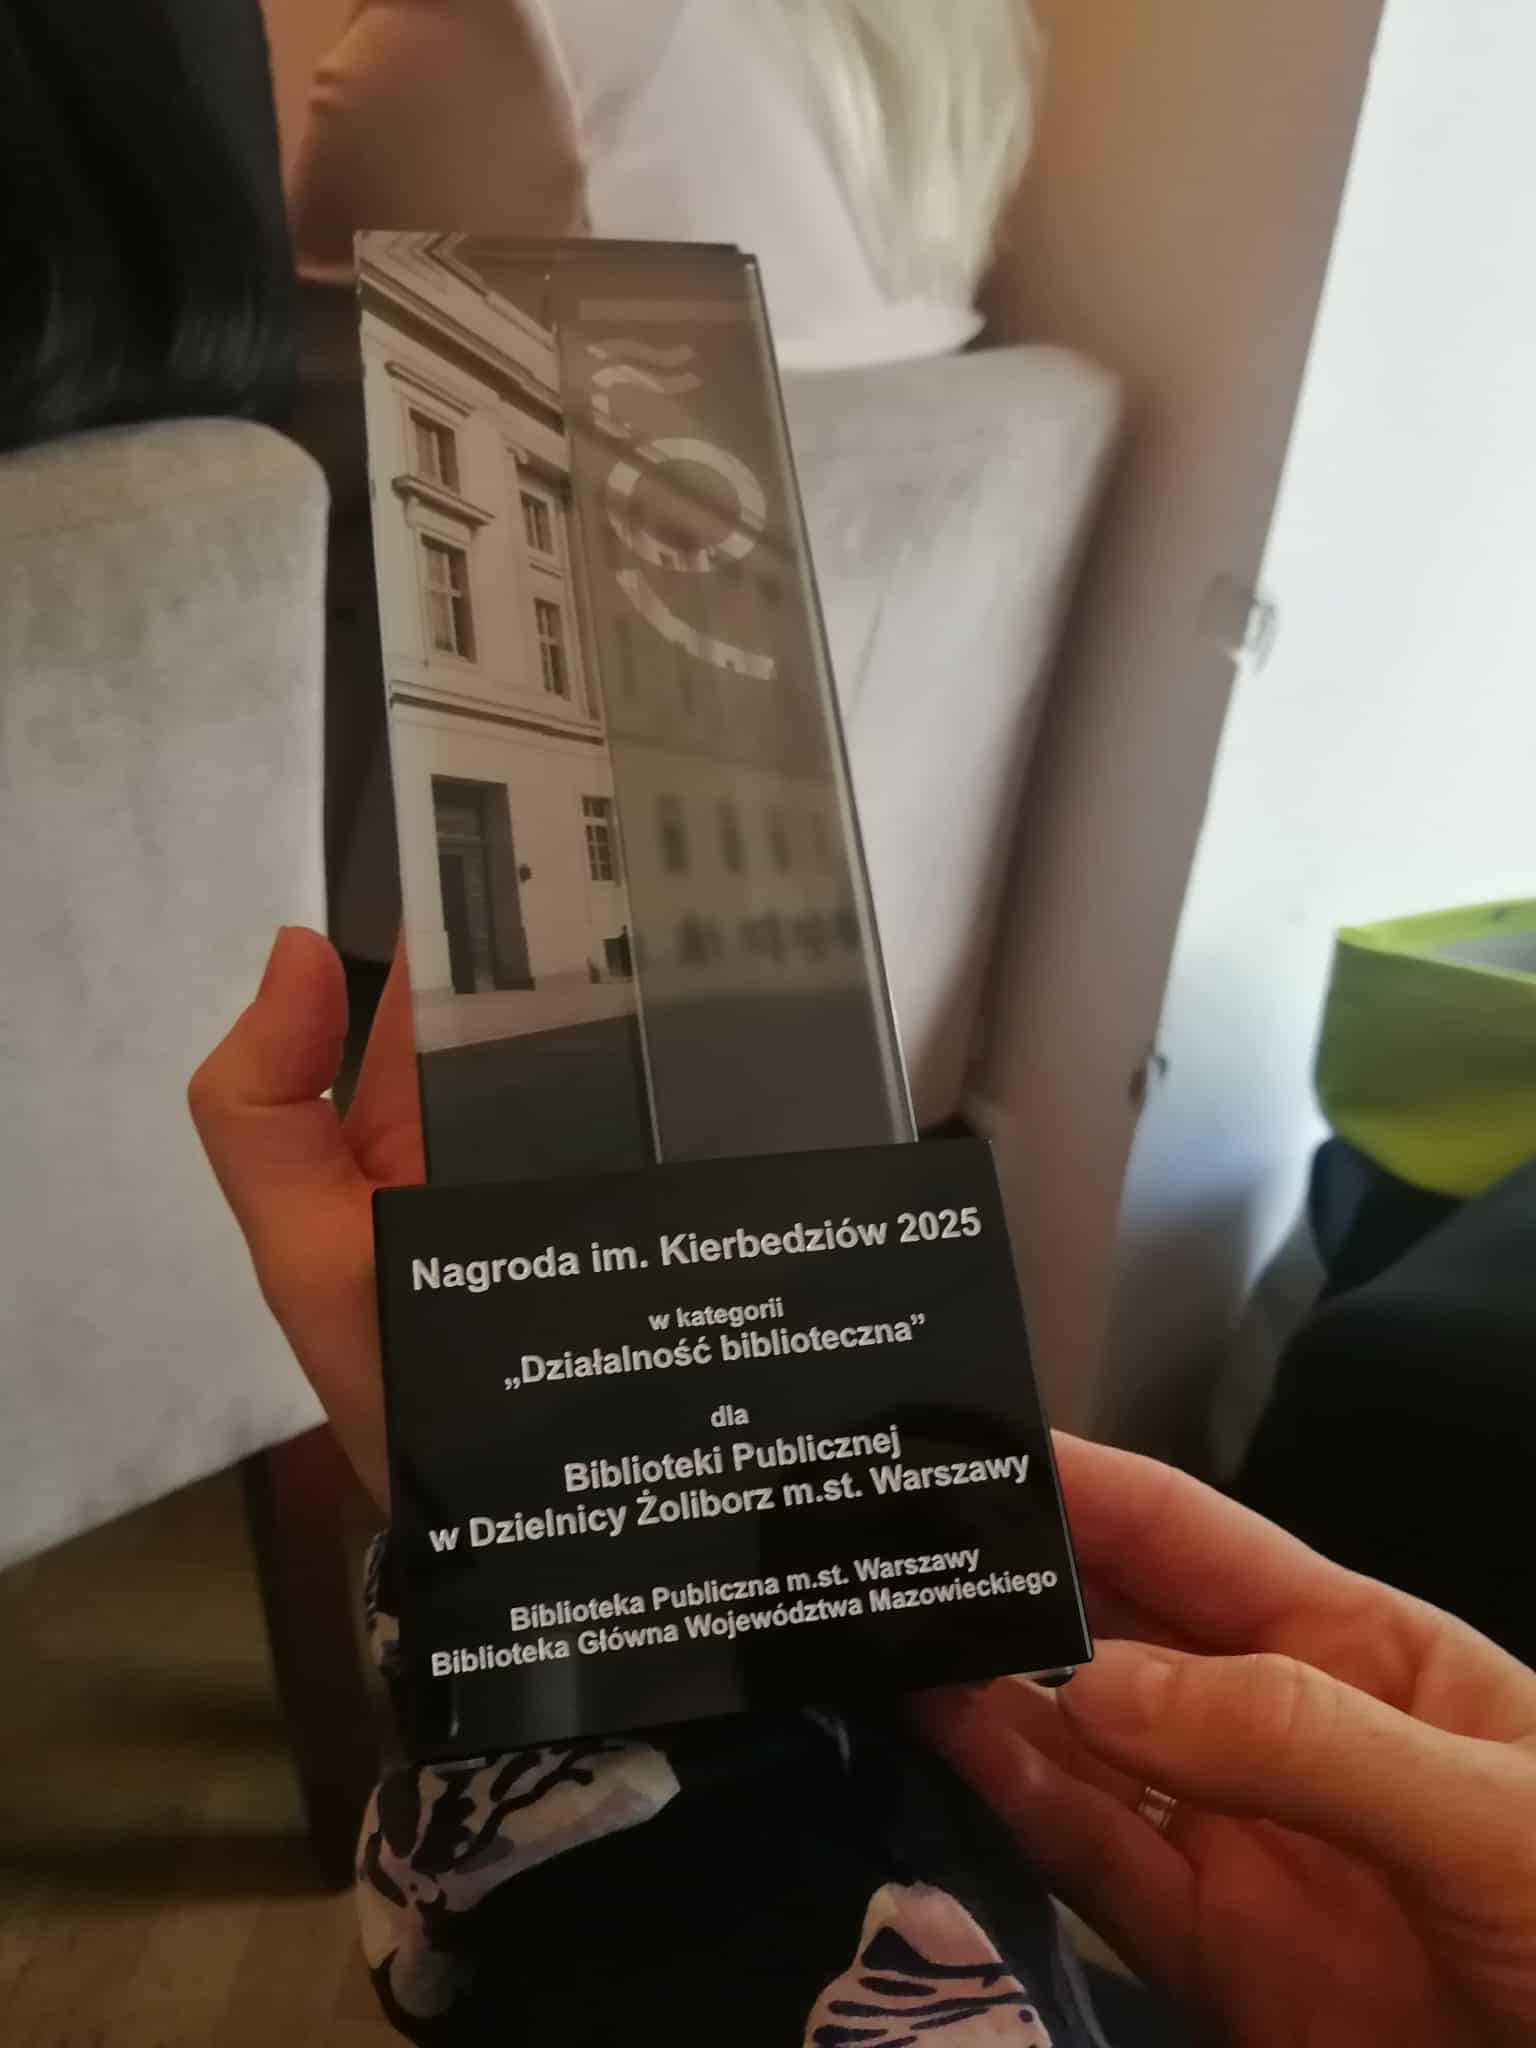 Nagroda im. Kierbedziów 2025
w kategorii
„Działalność biblioteczna”
dla
Biblioteki Publicznej
w Dzielnicy Żoliborz m.st. Warszawy
Biblioteka Publiczna m.st. Warszawy
Biblioteka Główna Województwa Mazowieckiego